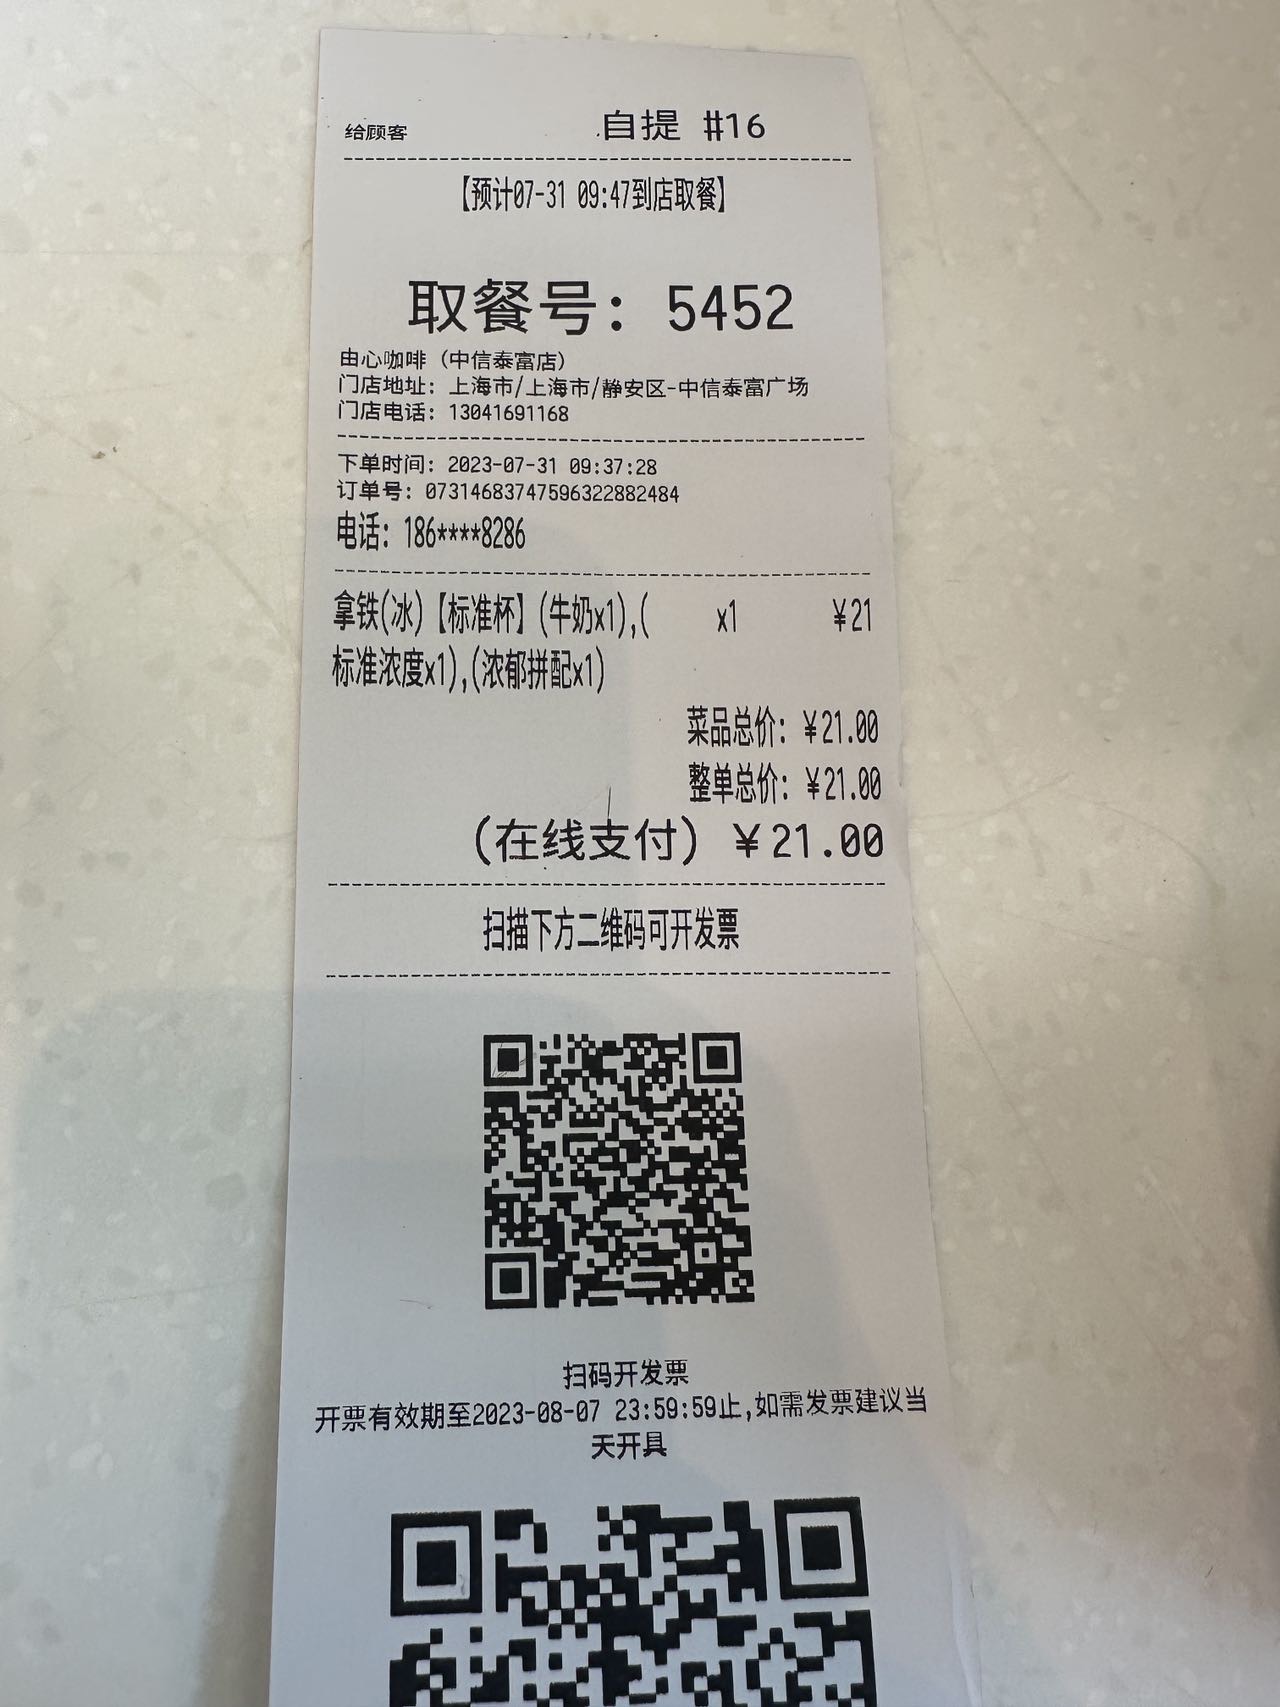 给顾客 自提 #16
【预计07-31 09:47到店取餐】
取餐号：5452
由心咖啡（中信泰富店）
门店地址：上海市/上海市/静安区-中信泰富广场
门店电话：13041691168
下单时间：2023-07-31 09:37:28
订单号：07314683747596322882484
电话：186****8286
拿铁(冰)【标准杯】(牛奶x1),( x1 ¥21
标准浓度x1),(浓郁拼配x1)
菜品总价：¥21.00
整单总价：¥21.00
(在线支付) ¥21.00
扫描下方二维码可开发票
扫码开发票
开票有效期至2023-08-07 23:59:59止,如需发票建议当
天开具